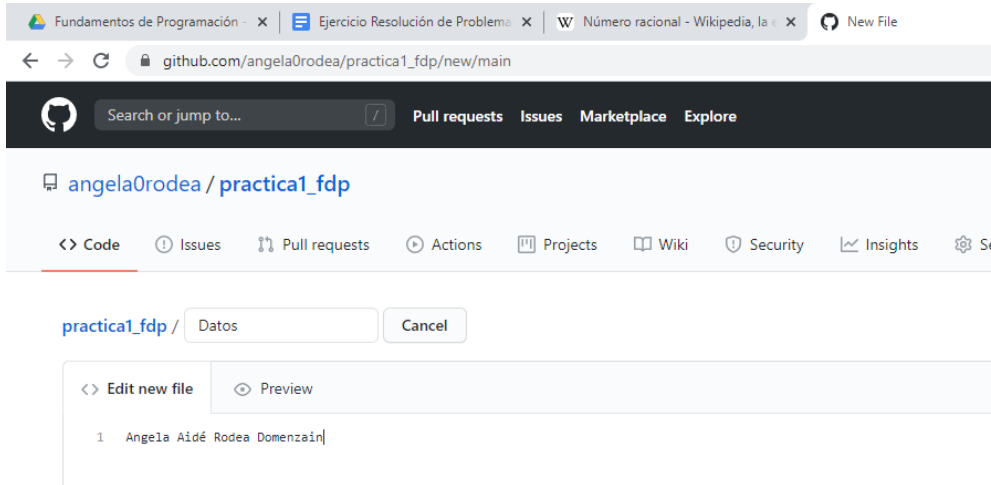 Fundamentos de Programación - Ejercicio Resolución de Problema Número racional - Wikipedia, la e New File
github.com/angela0rodea/practica1_fdp/new/main
Search or jump to... / Pull requests Issues Marketplace Explore
angela0rodea / practica1_fdp
<> Code Issues Pull requests Actions Projects Wiki Security Insights Se
practica1_fdp / Datos Cancel
<> Edit new file Preview
1 Angela Aidé Rodea Domenzain